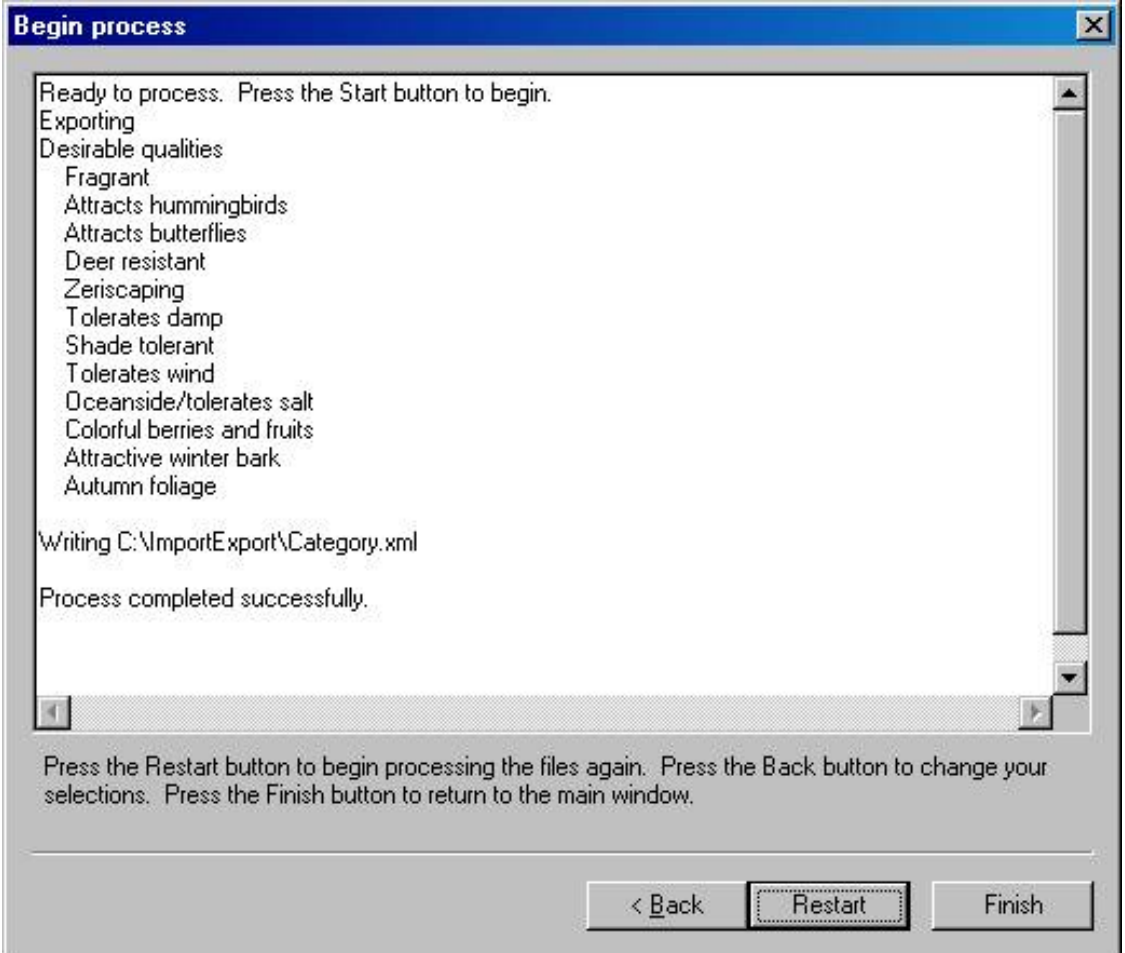 Begin process
Ready to process.  Press the Start button to begin.
Exporting
Desirable qualities
Fragrant
Attracts hummingbirds
Attracts butterflies
Deer resistant
Zeriscaping
Tolerates damp
Shade tolerant
Tolerates wind
Oceanside/tolerates salt
Colorful berries and fruits
Attractive winter bark
Autumn foliage
Writing C:\ImportExport\Category.xml
Process completed successfully.
Press the Restart button to begin processing the files again.  Press the Back button to change your
selections.  Press the Finish button to return to the main window.
< Back
Restart
Finish